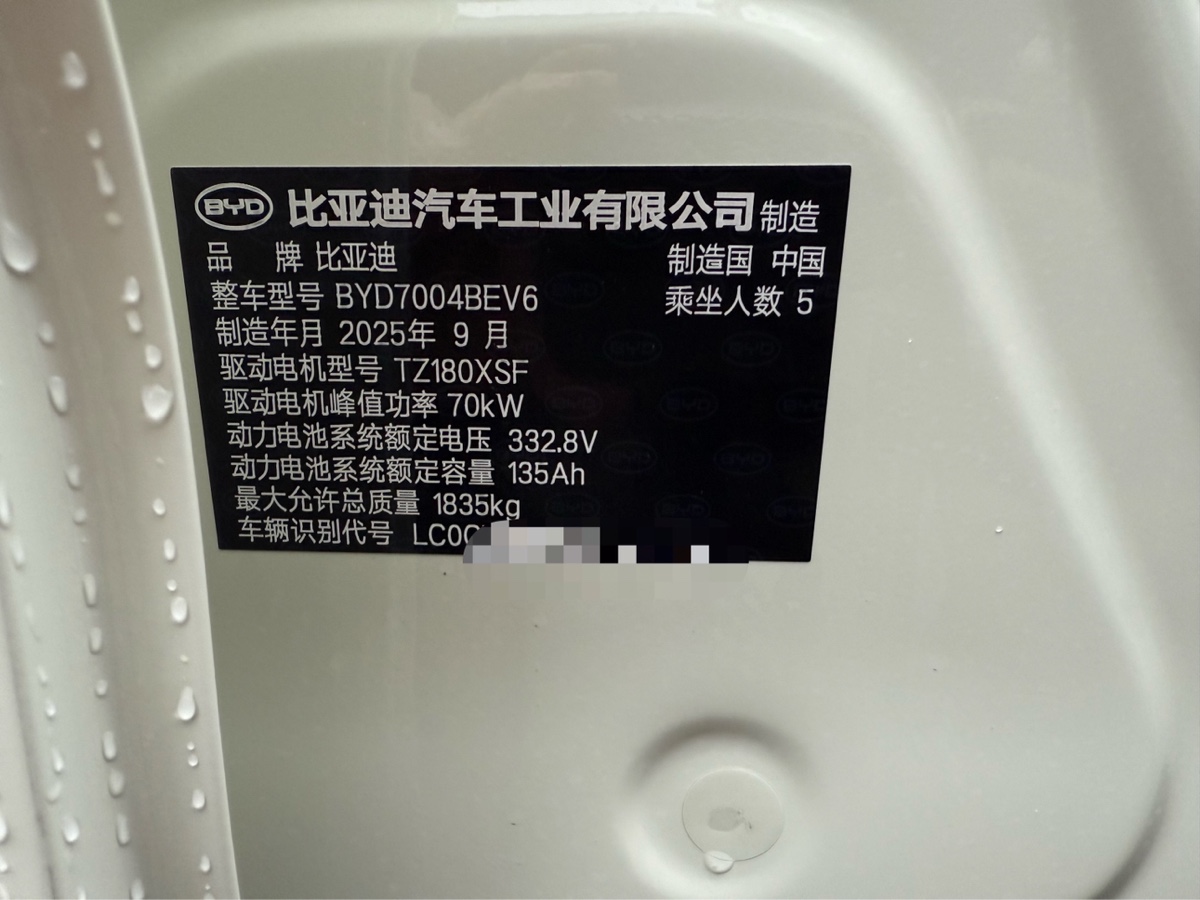 BYD 比亚迪汽车工业有限公司 制造
品 牌 比亚迪 制造国 中国
整车型号 BYD7004BEV6 乘坐人数 5
制造年月 2025年 9 月
驱动电机型号 TZ180XSF
驱动电机峰值功率 70kW
动力电池系统额定电压 332.8V
动力电池系统额定容量 135Ah
最大允许总质量 1835kg
车辆识别代号 LC0C